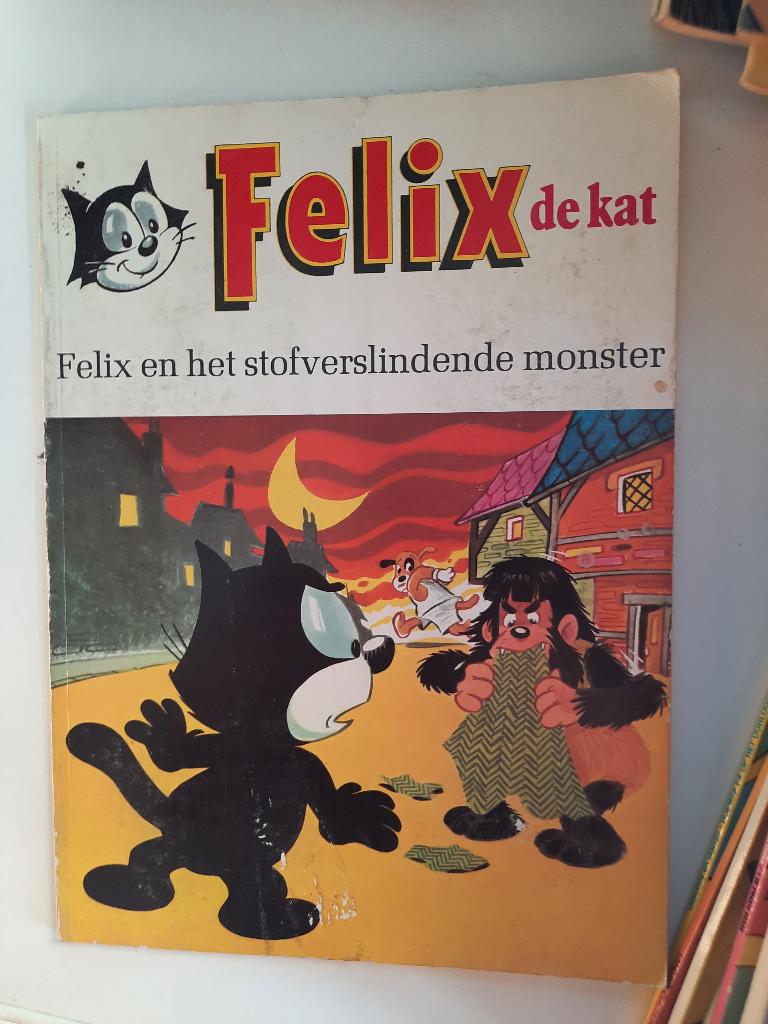 Felix de kat
Felix en het stofverslindende monster